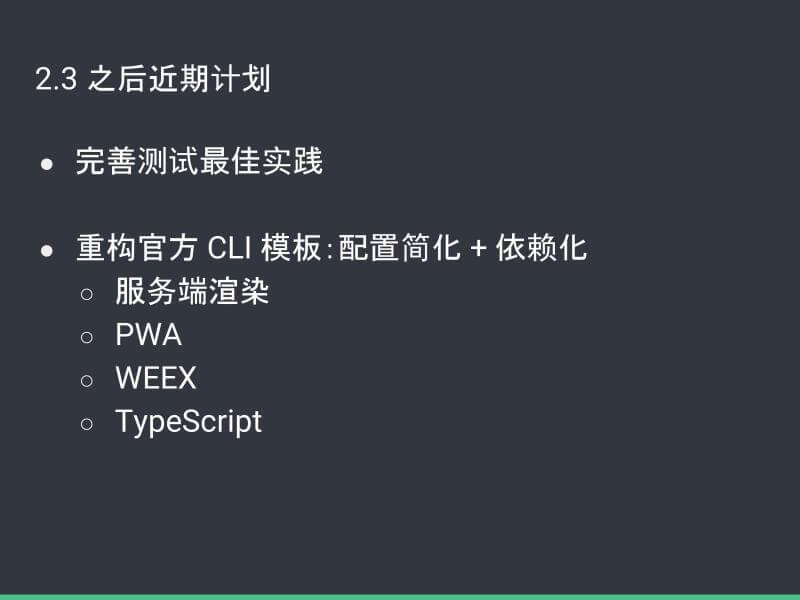 2.3 之后近期计划
● 完善测试最佳实践
● 重构官方 CLI 模板：配置简化 + 依赖化
○ 服务端渲染
○ PWA
○ WEEX
○ TypeScript